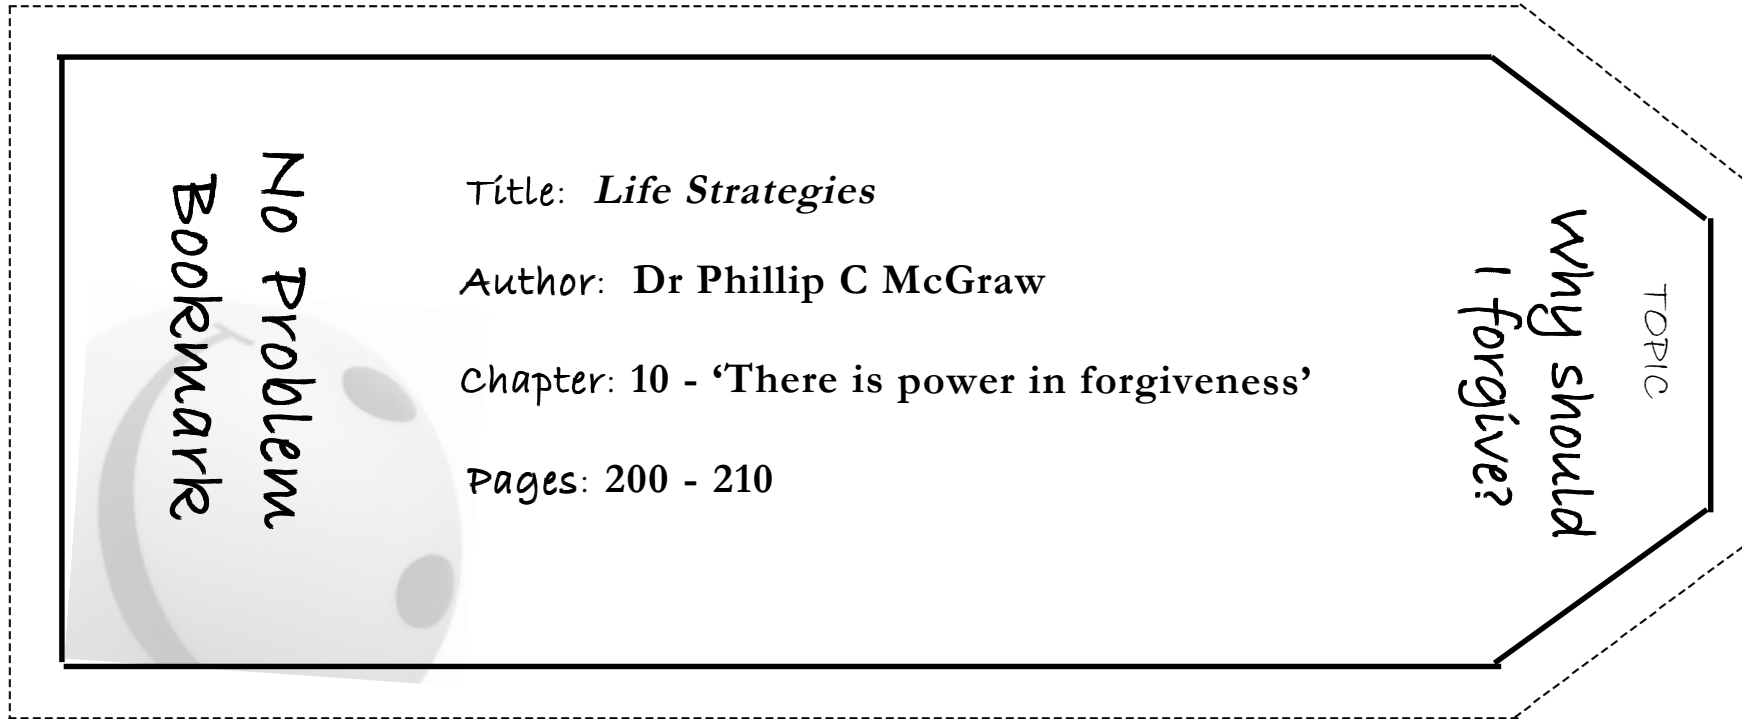 No Problem
Bookmark
Title: Life Strategies
Author: Dr Phillip C McGraw
Chapter: 10 - ‘There is power in forgiveness’
Pages: 200 - 210
TOPIC
Why should
I forgive?